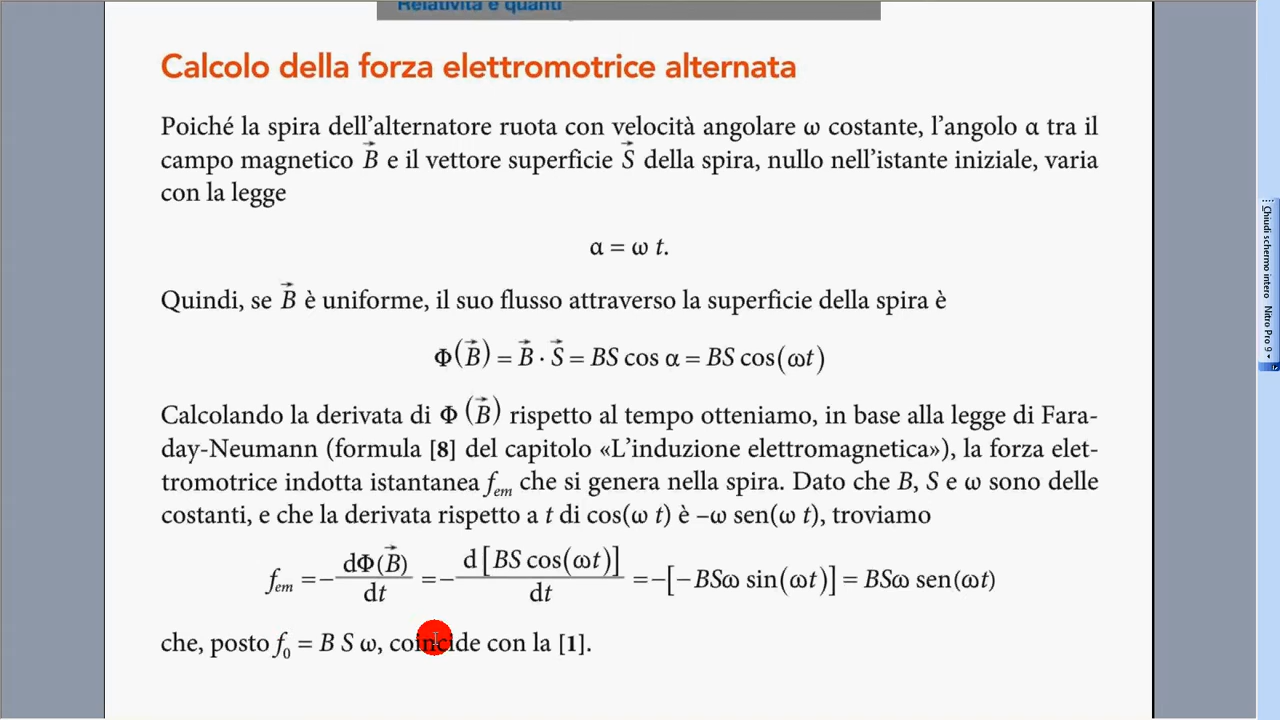 Relatività e quanti
Calcolo della forza elettromotrice alternata
Poiché la spira dell'alternatore ruota con velocità angolare ω costante, l'angolo α tra il
campo magnetico B⃗ e il vettore superficie S⃗ della spira, nullo nell'istante iniziale, varia
con la legge
α = ω t.
Quindi, se B⃗ è uniforme, il suo flusso attraverso la superficie della spira è
Φ(B⃗) = B⃗ · S⃗ = BS cos α = BS cos(ωt)
Calcolando la derivata di Φ (B⃗) rispetto al tempo otteniamo, in base alla legge di Fara-
day-Neumann (formula [8] del capitolo «L'induzione elettromagnetica»), la forza elet-
tromotrice indotta istantanea fem che si genera nella spira. Dato che B, S e ω sono delle
costanti, e che la derivata rispetto a t di cos(ω t) è –ω sen(ω t), troviamo
fem = – dΦ(B⃗)/dt = – d[BS cos(ωt)]/dt = –[–BSω sin(ωt)] = BSω sen(ωt)
che, posto f0 = B S ω, coincide con la [1].
Chiudi schermo intero Nitro Pro 9